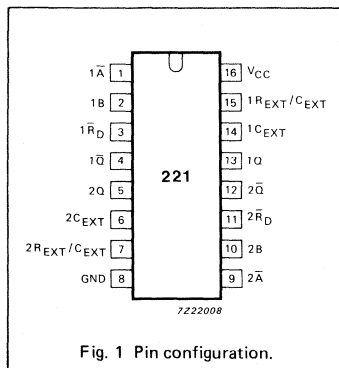 1A̅ 1 16 VCC
1B 2 15 1REXT/CEXT
1R̅D 3 14 1CEXT
1Q̅ 4 13 1Q
221
2Q 5 12 2Q̅
2CEXT 6 11 2R̅D
2REXT/CEXT 7 10 2B
GND 8 9 2A̅
7Z22008
Fig. 1 Pin configuration.